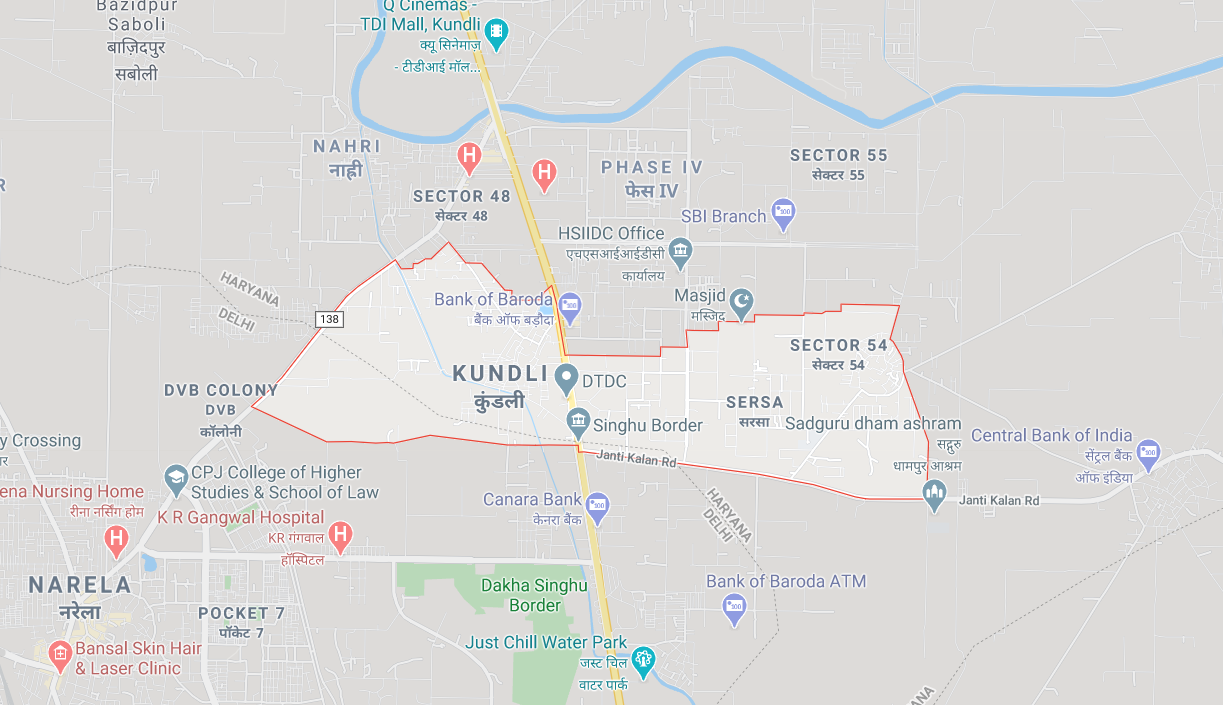 Bazidpur
Saboli
बाज़िदपुर
सबोली
Q Cinemas -
TDI Mall, Kundli
क्यू सिनेमाज़
- टीडीआई मॉल...
NAHRI
नाह्री
SECTOR 48
सेक्टर 48
PHASE IV
फेस IV
SECTOR 55
सेक्टर 55
SBI Branch
HSIIDC Office
एचएसआईआईडीसी
कार्यालय
HARYANA
DELHI
138
Bank of Baroda
बैंक ऑफ बड़ौदा
Masjid
मस्जिद
SECTOR 54
सेक्टर 54
KUNDLI
कुंडली
DTDC
DVB COLONY
DVB
कॉलोनी
SERSA
सरसा
Singhu Border
Sadguru dham ashram
सद्गुरु
धामपुर आश्रम
Central Bank of India
सेंट्रल बैंक
ऑफ इंडिया
y Crossing
Janti Kalan Rd
Janti Kalan Rd
CPJ College of Higher
Studies & School of Law
ena Nursing Home
रीना नर्सिंग होम
K R Gangwal Hospital
KR गंगवाल
हॉस्पिटल
Canara Bank
केनरा बैंक
HARYANA
DELHI
NARELA
नरेला
POCKET 7
पॉकेट 7
Dakha Singhu
Border
Bank of Baroda ATM
Bansal Skin Hair
& Laser Clinic
Just Chill Water Park
जस्ट चिल
वाटर पार्क